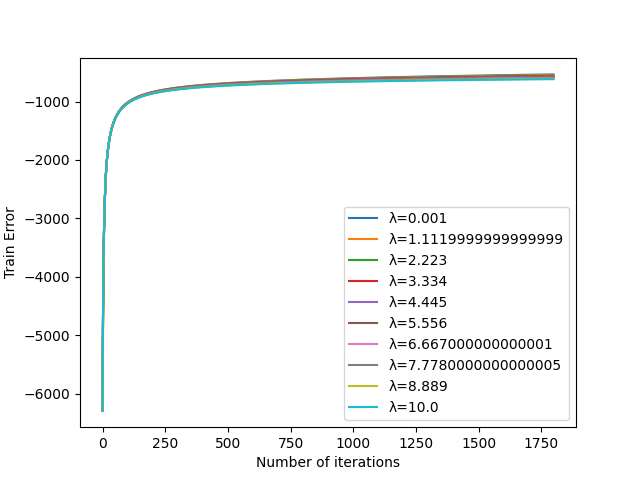 −1000
−2000
−3000
−4000
−5000
−6000
Train Error
0 250 500 750 1000 1250 1500 1750
Number of iterations
λ=0.001
λ=1.1119999999999999
λ=2.223
λ=3.334
λ=4.445
λ=5.556
λ=6.667000000000001
λ=7.7780000000000005
λ=8.889
λ=10.0